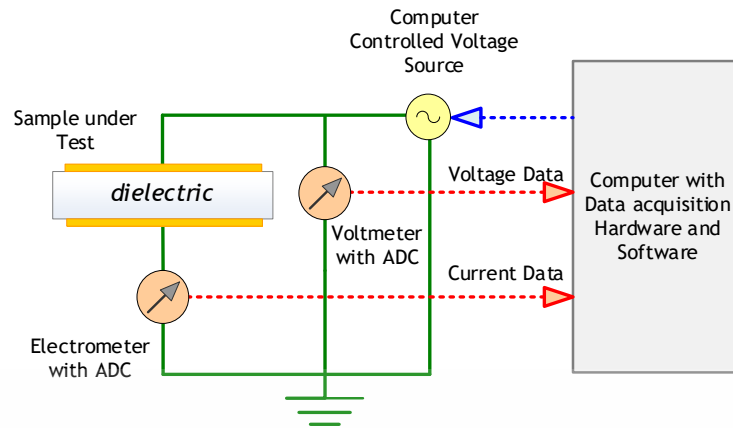 Computer
Controlled Voltage
Source
Sample under
Test
dielectric
Voltage Data
Voltmeter
with ADC
Current Data
Electrometer
with ADC
Computer with
Data acquisition
Hardware and
Software